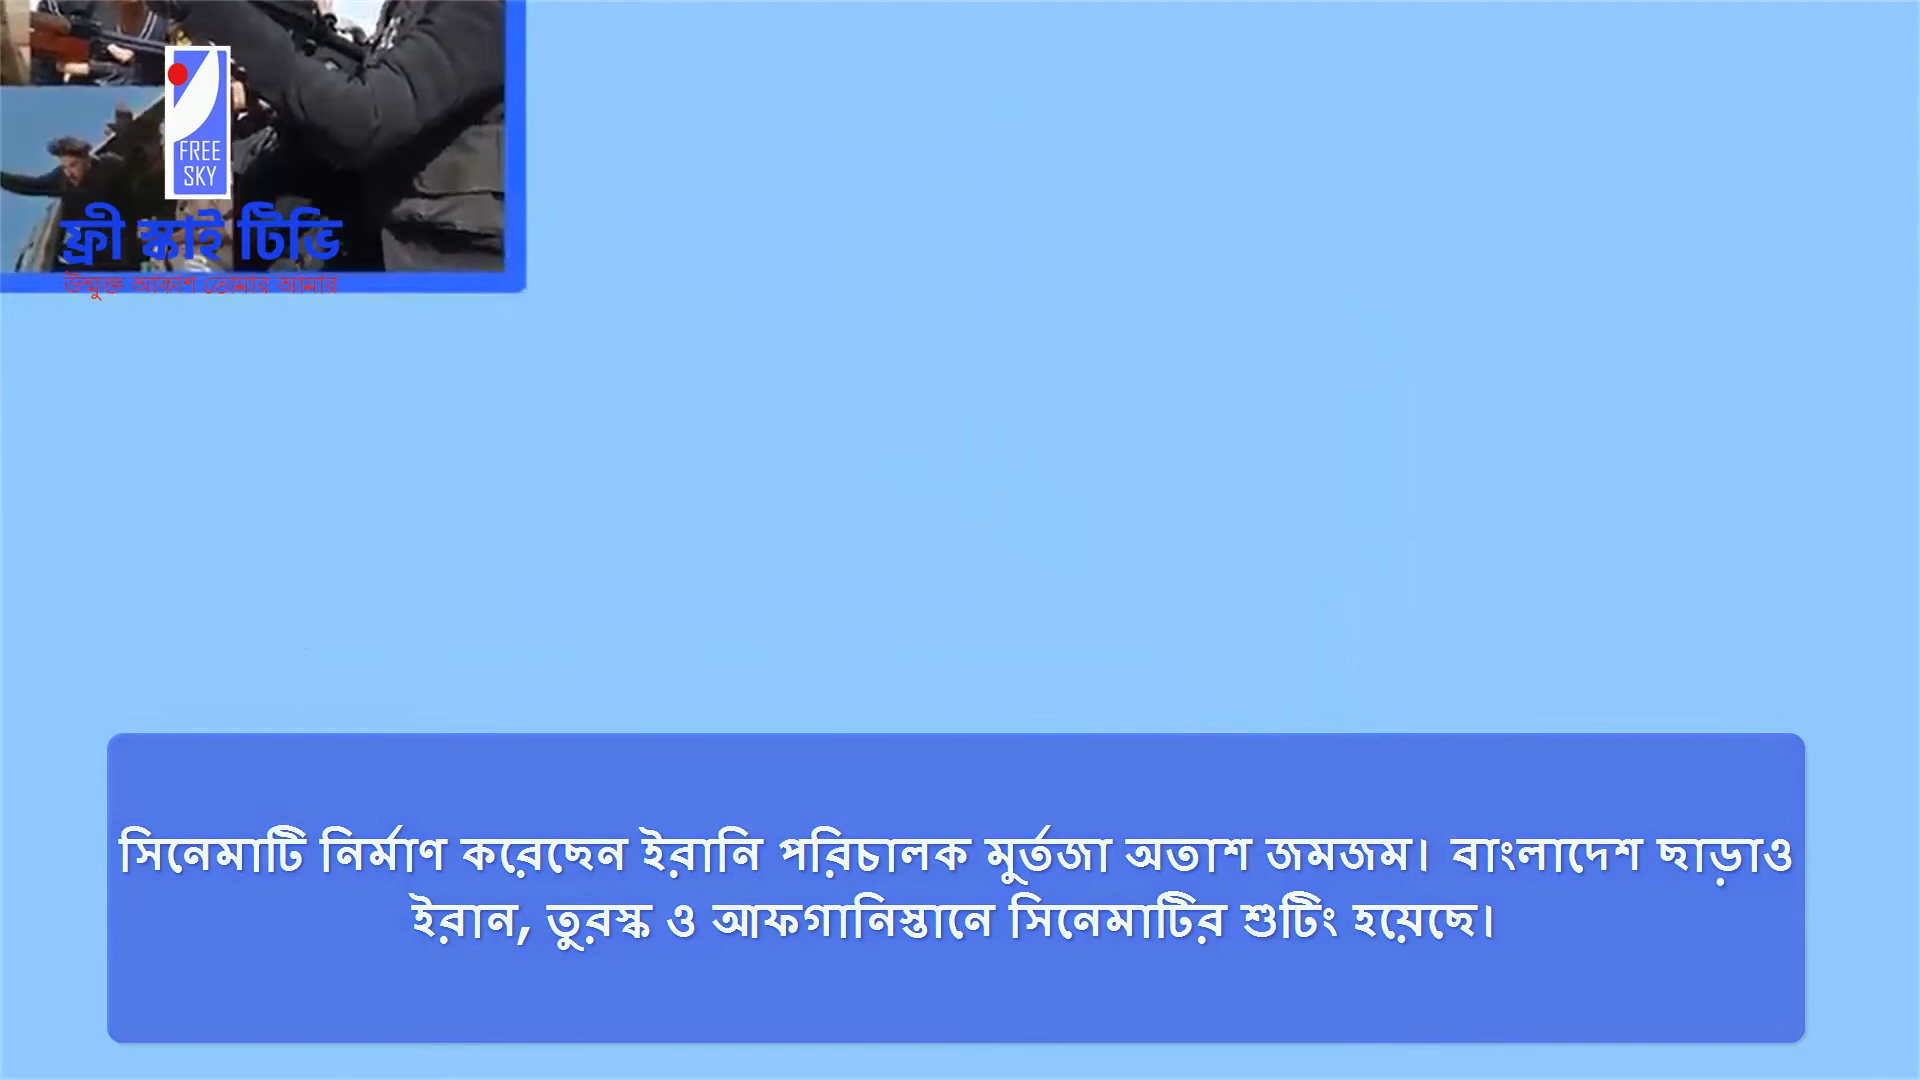 FREE
SKY
ফ্রী স্কাই টিভি
উন্মুক্ত আকাশ তোমার আমার
সিনেমাটি নির্মাণ করেছেন ইরানি পরিচালক মুর্তজা অতাশ জমজম। বাংলাদেশ ছাড়াও
ইরান, তুরস্ক ও আফগানিস্তানে সিনেমাটির শুটিং হয়েছে।